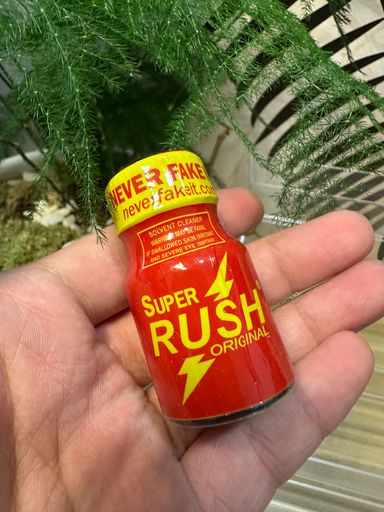 NEVER FAKE
neverfakeit.co
SOLVENT CLEANER
WARNING MAY BE FATAL
IF SWALLOWED SKIN IRRITANT
AND SEVERE EYE IRRITANT
SUPER
RUSH®
ORIGINAL